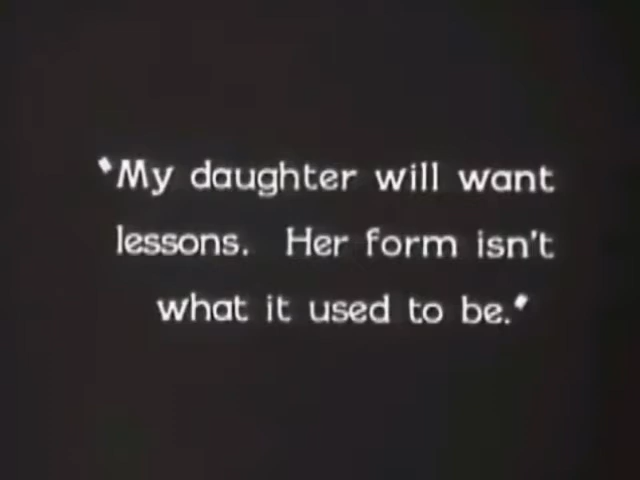 "My daughter will want
lessons. Her form isn't
what it used to be."